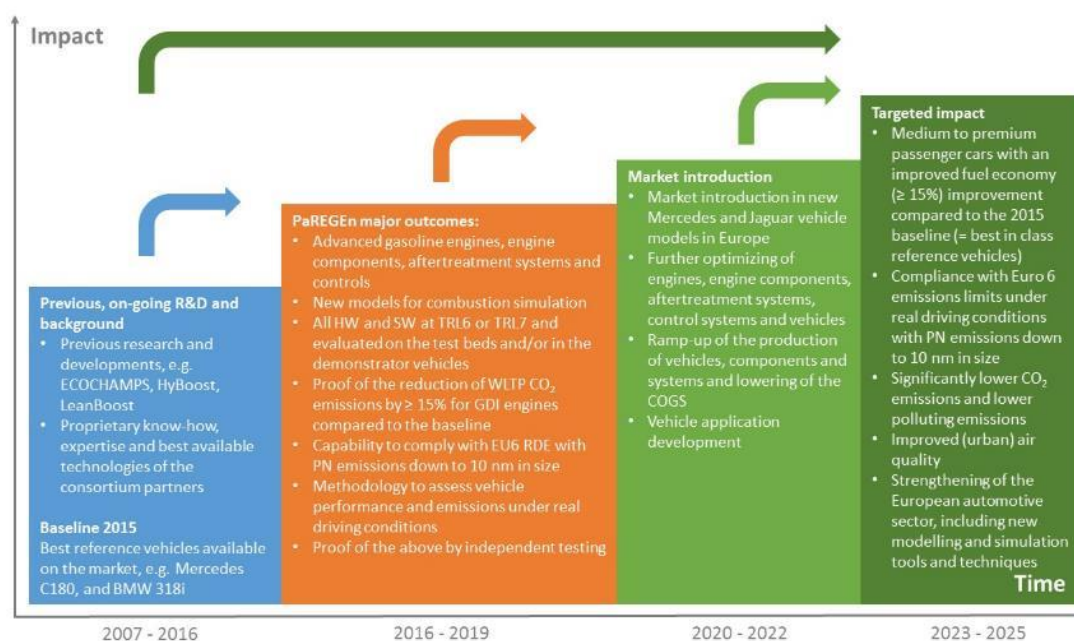 Impact
Previous, on-going R&D and
background
• Previous research and
developments, e.g.
ECOCHAMPS, HyBoost,
LeanBoost
• Proprietary know-how,
expertise and best available
technologies of the
consortium partners
Baseline 2015
Best reference vehicles available
on the market, e.g. Mercedes
C180, and BMW 318i
PaREGEn major outcomes:
• Advanced gasoline engines, engine
components, aftertreatment systems and
controls
• New models for combustion simulation
• All HW and SW at TRL6 or TRL7 and
evaluated on the test beds and/or in the
demonstrator vehicles
• Proof of the reduction of WLTP CO₂
emissions by ≥ 15% for GDI engines
compared to the baseline
• Capability to comply with EU6 RDE with
PN emissions down to 10 nm in size
• Methodology to assess vehicle
performance and emissions under real
driving conditions
• Proof of the above by independent testing
Market introduction
• Market introduction in new
Mercedes and Jaguar vehicle
models in Europe
• Further optimizing of
engines, engine components,
aftertreatment systems,
control systems and vehicles
• Ramp-up of the production
of vehicles, components and
systems and lowering of the
COGS
• Vehicle application
development
Targeted impact
• Medium to premium
passenger cars with an
improved fuel economy
(≥ 15%) improvement
compared to the 2015
baseline (= best in class
reference vehicles)
• Compliance with Euro 6
emissions limits under
real driving conditions
with PN emissions down
to 10 nm in size
• Significantly lower CO₂
emissions and lower
polluting emissions
• Improved (urban) air
quality
• Strengthening of the
European automotive
sector, including new
modelling and simulation
tools and techniques
Time
2007 - 2016
2016 - 2019
2020 - 2022
2023 - 2025